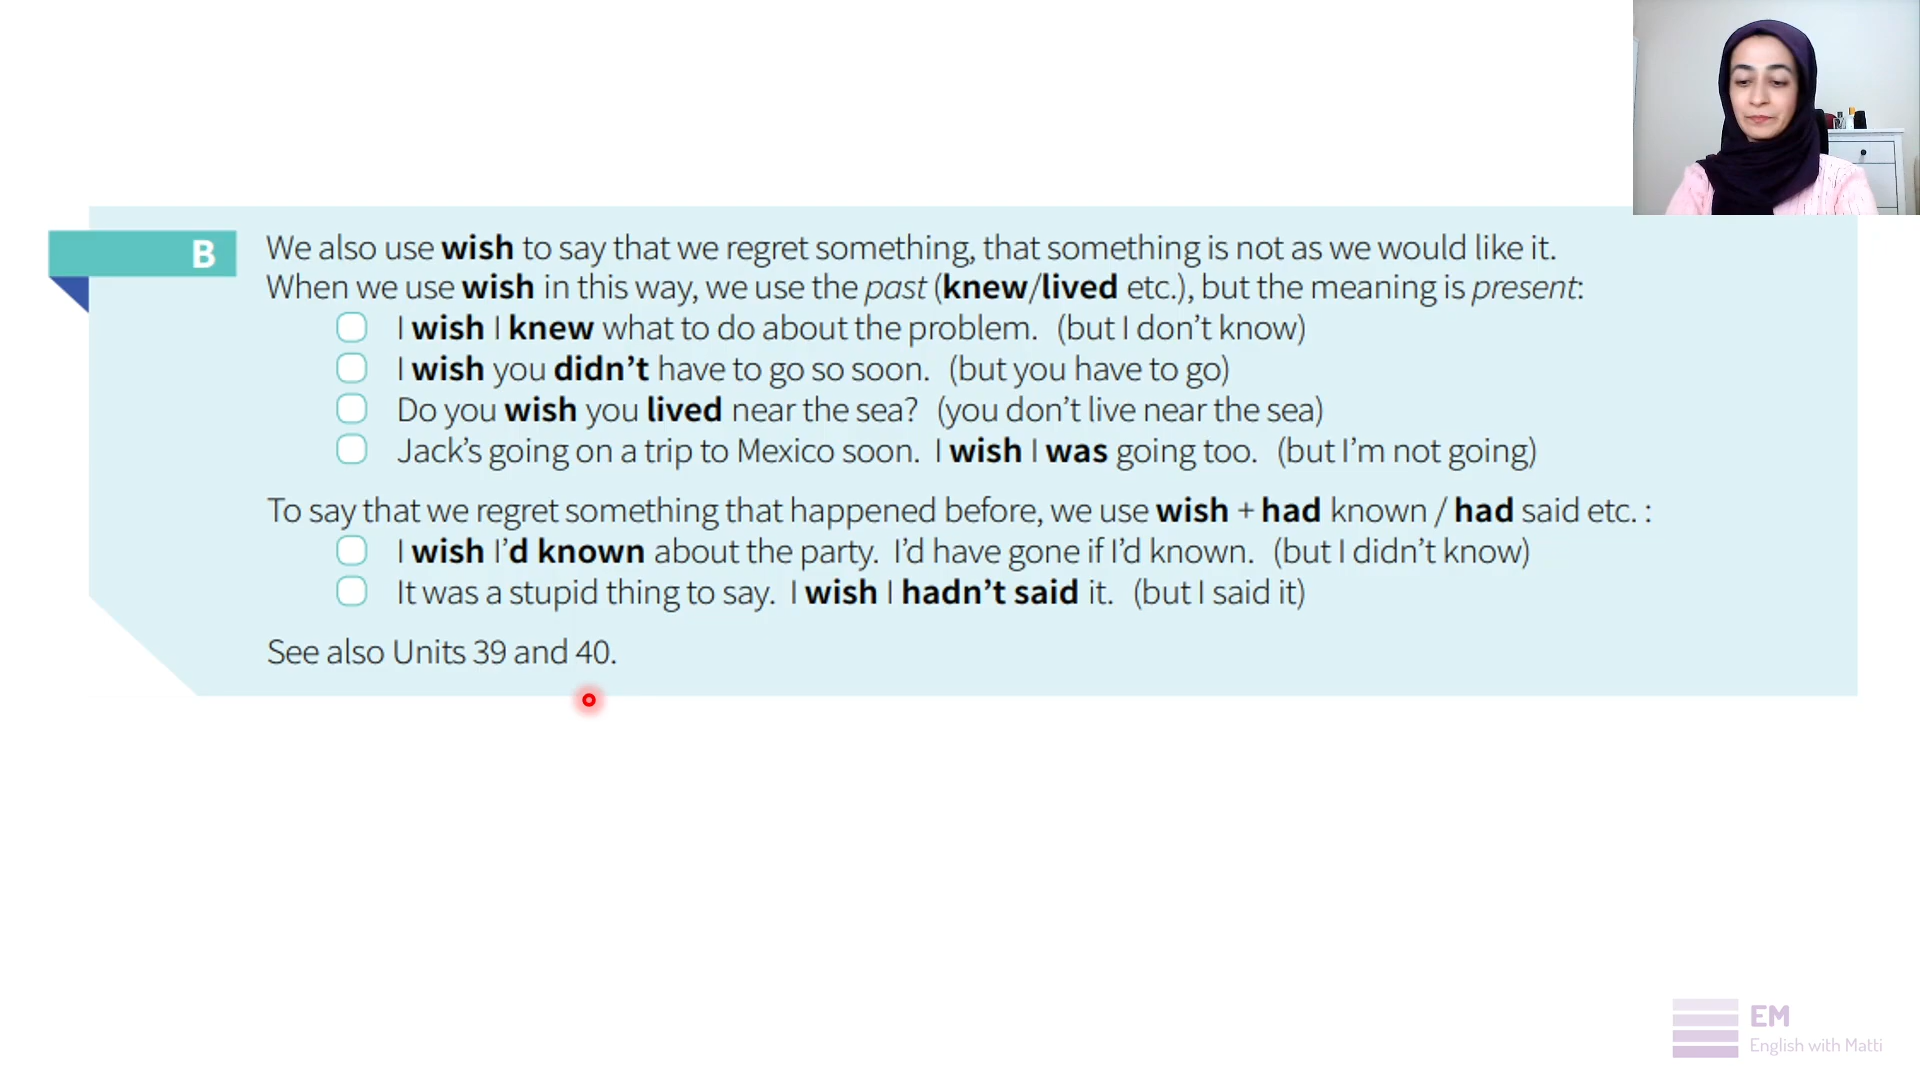 B
We also use wish to say that we regret something, that something is not as we would like it.
When we use wish in this way, we use the past (knew/lived etc.), but the meaning is present:
I wish I knew what to do about the problem. (but I don’t know)
I wish you didn’t have to go so soon. (but you have to go)
Do you wish you lived near the sea? (you don’t live near the sea)
Jack’s going on a trip to Mexico soon. I wish I was going too. (but I’m not going)
To say that we regret something that happened before, we use wish + had known / had said etc. :
I wish I’d known about the party. I’d have gone if I’d known. (but I didn’t know)
It was a stupid thing to say. I wish I hadn’t said it. (but I said it)
See also Units 39 and 40.
EM
English with Matti